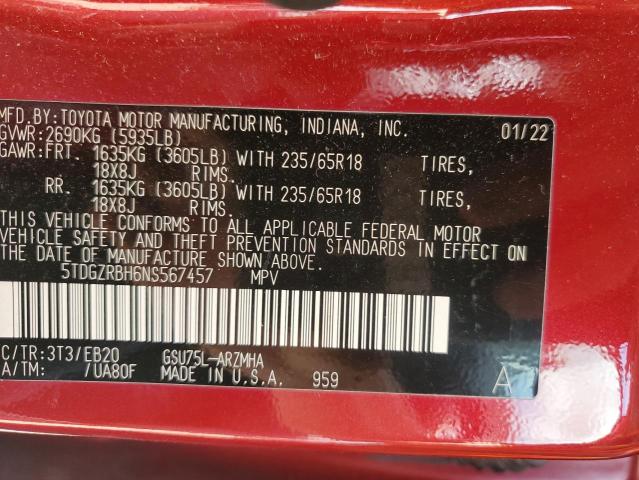 MFD.BY:TOYOTA MOTOR MANUFACTURING, INDIANA, INC. 01/22
GVWR:2690KG (5935LB)
GAWR:FRT. 1635KG (3605LB) WITH 235/65R18 TIRES,
18X8J RIMS.
RR. 1635KG (3605LB) WITH 235/65R18 TIRES,
18X8J RIMS.
THIS VEHICLE CONFORMS TO ALL APPLICABLE FEDERAL MOTOR
VEHICLE SAFETY AND THEFT PREVENTION STANDARDS IN EFFECT ON
THE DATE OF MANUFACTURE SHOWN ABOVE.
5TDGZRBH6NS567457 MPV
C/TR:3T3/EB20 GSU75L-ARZMHA
A/TM: /UA80F MADE IN U.S.A. 959 A